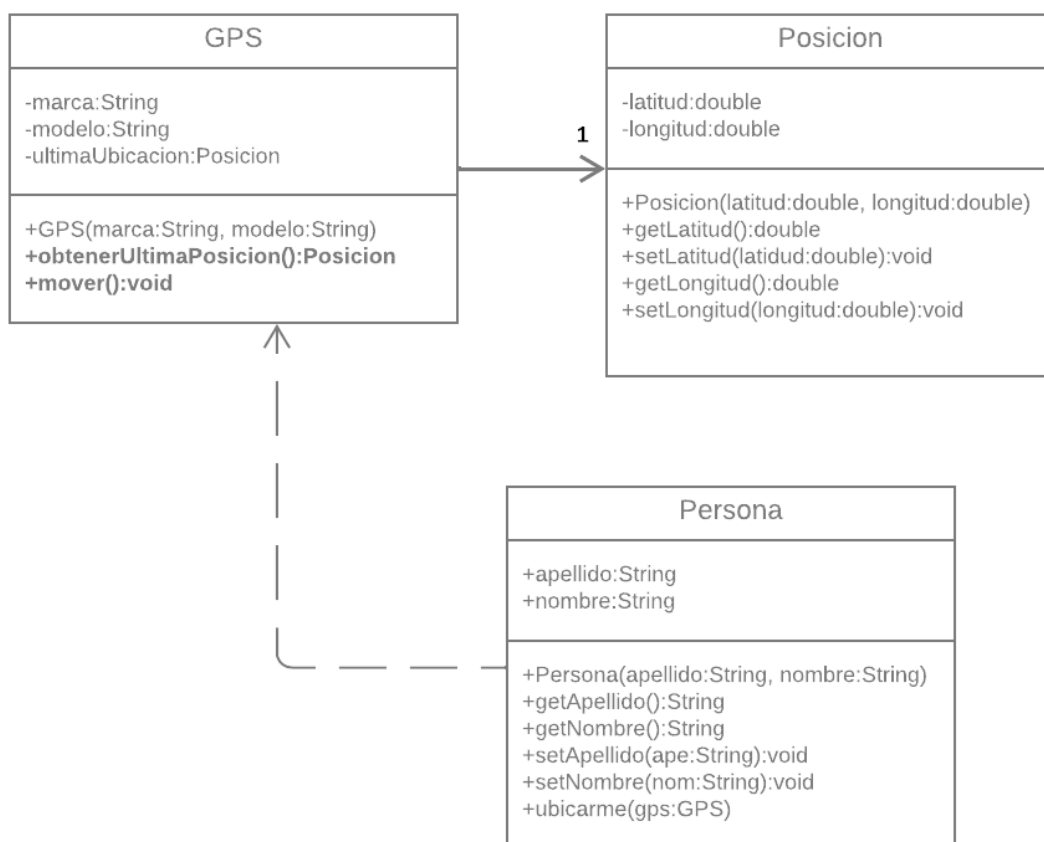 GPS
-marca:String
-modelo:String
-ultimaUbicacion:Posicion
+GPS(marca:String, modelo:String)
+obtenerUltimaPosicion():Posicion
+mover():void
1
Posicion
-latitud:double
-longitud:double
+Posicion(latitud:double, longitud:double)
+getLatitud():double
+setLatitud(latidud:double):void
+getLongitud():double
+setLongitud(longitud:double):void
Persona
+apellido:String
+nombre:String
+Persona(apellido:String, nombre:String)
+getApellido():String
+getNombre():String
+setApellido(ape:String):void
+setNombre(nom:String):void
+ubicarme(gps:GPS)